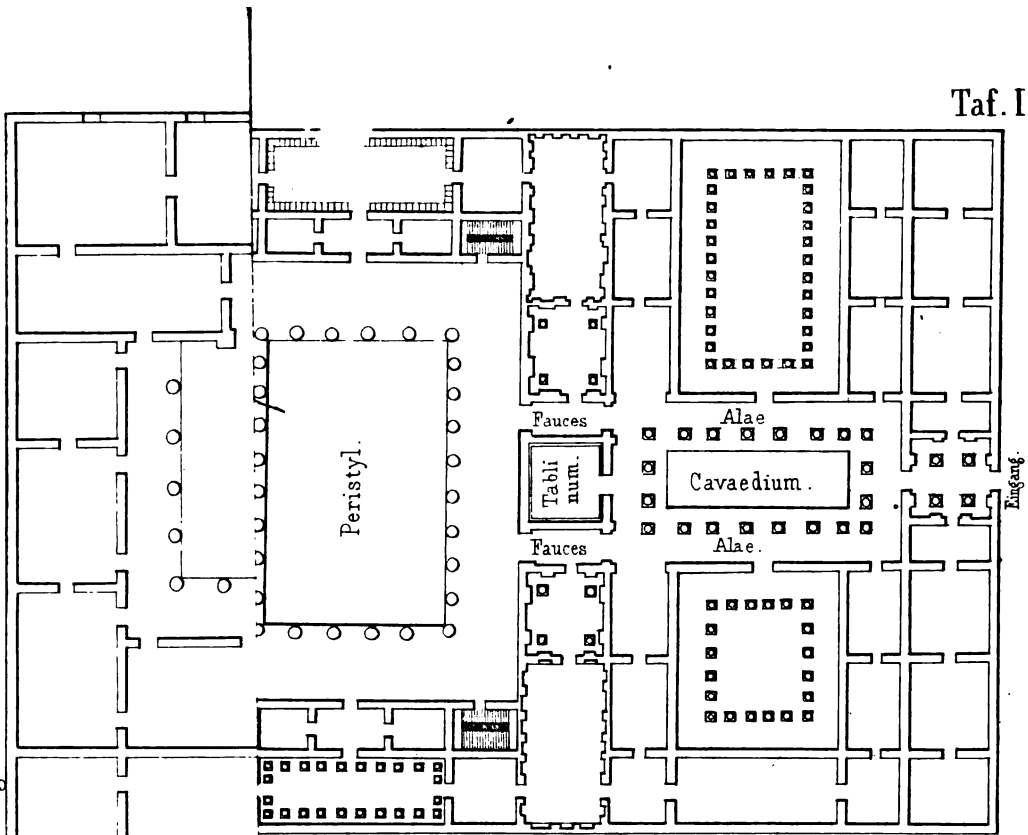 Taf. I
Fauces
Alae
Peristyl.
Tabli
num.
Cavaedium.
Eingang.
Fauces
Alae.